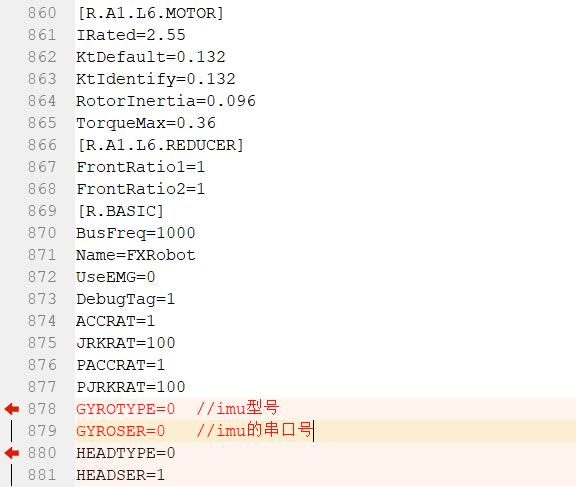 860 [R.A1.L6.MOTOR]
861 IRated=2.55
862 KtDefault=0.132
863 KtIdentify=0.132
864 RotorInertia=0.096
865 TorqueMax=0.36
866 [R.A1.L6.REDUCER]
867 FrontRatio1=1
868 FrontRatio2=1
869 [R.BASIC]
870 BusFreq=1000
871 Name=FXRobot
872 UseEMG=0
873 DebugTag=1
874 ACCRAT=1
875 JRKRAT=100
876 PACCRAT=1
877 PJRKRAT=100
878 GYROTYPE=0  //imu型号
879 GYROSER=0   //imu的串口号
880 HEADTYPE=0
881 HEADSER=1